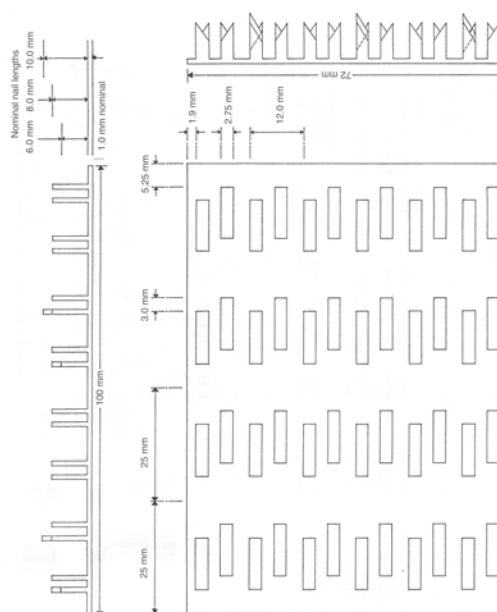 Nominal nail lengths
10.0 mm
8.0 mm
6.0 mm
1.0 mm nominal
72 mm
1.9 mm
2.75 mm
12.0 mm
5.25 mm
3.0 mm
100 mm
25 mm
25 mm